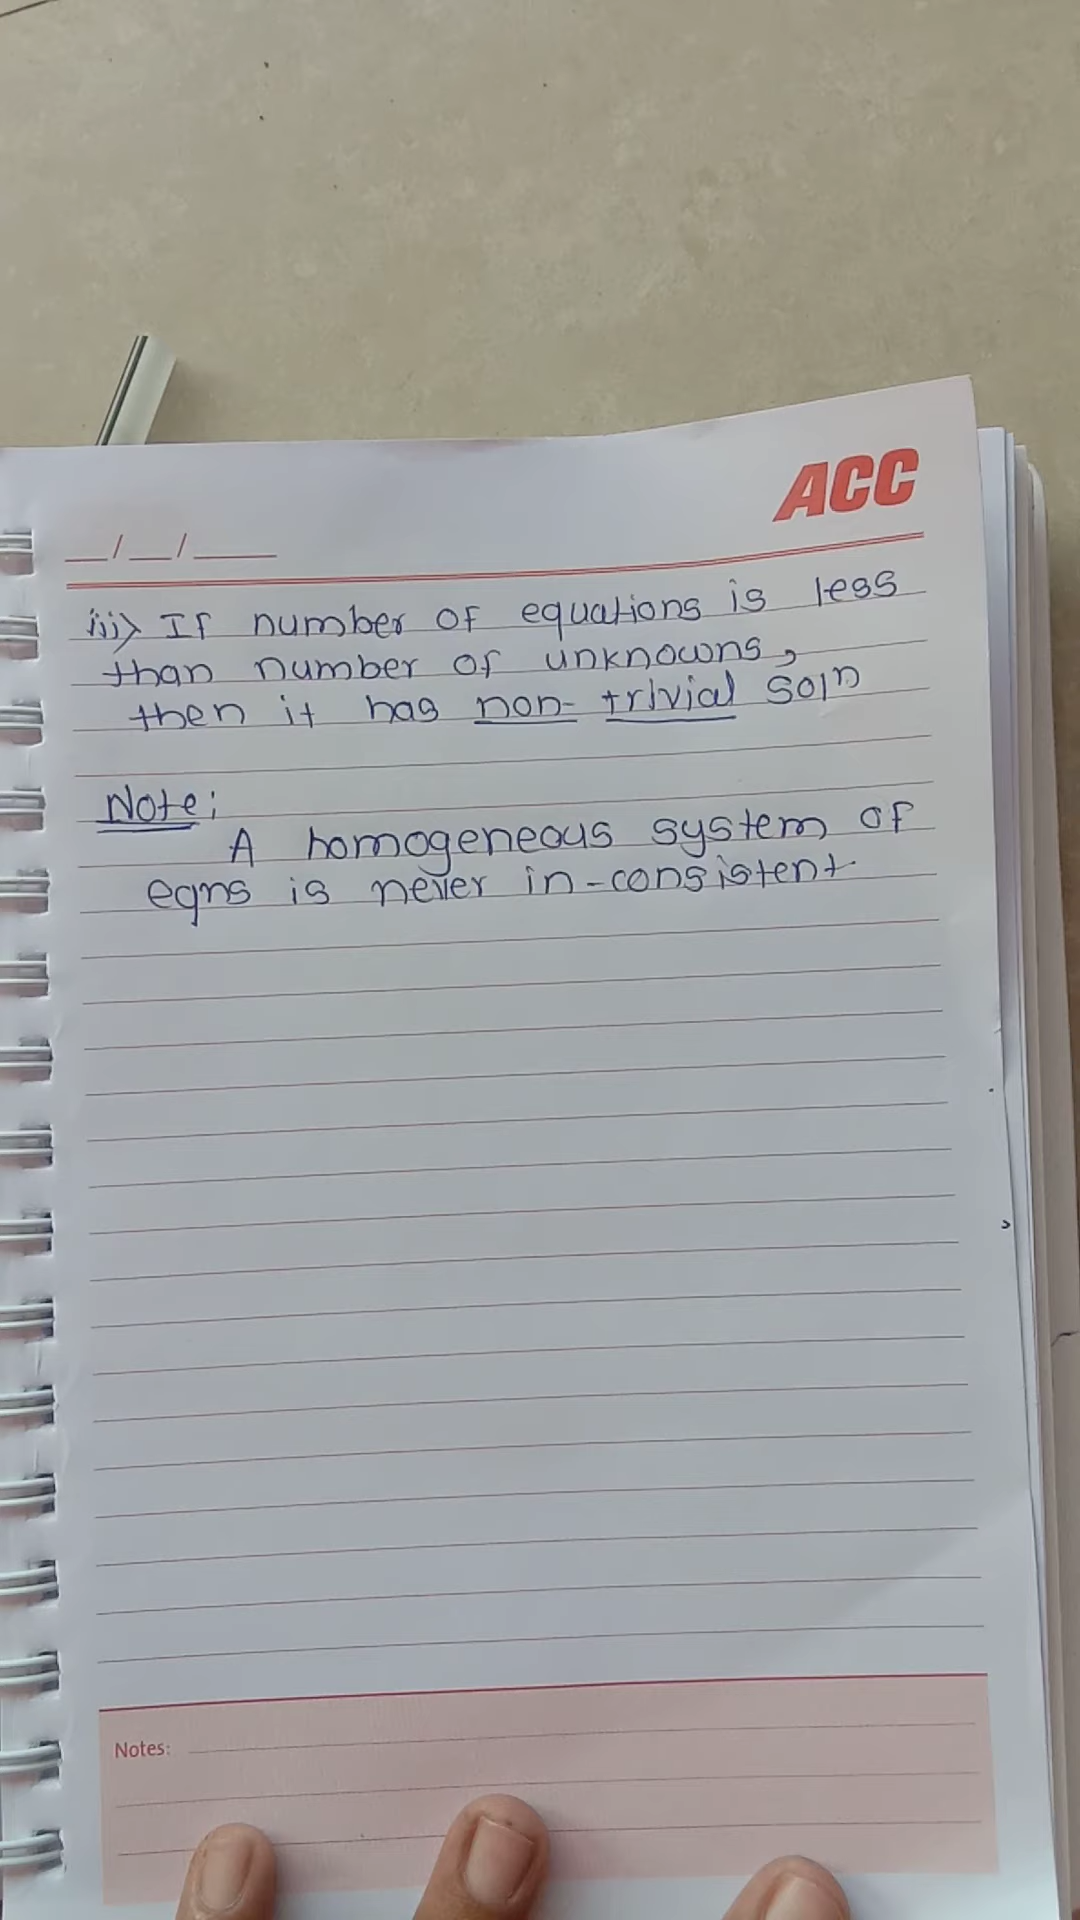 ACC
__/__/____
iii) If number of equations is less
than number of unknowns,
then it has non-trivial soln
Note:
A homogeneous system of
eqns is never in-consistent
Notes: